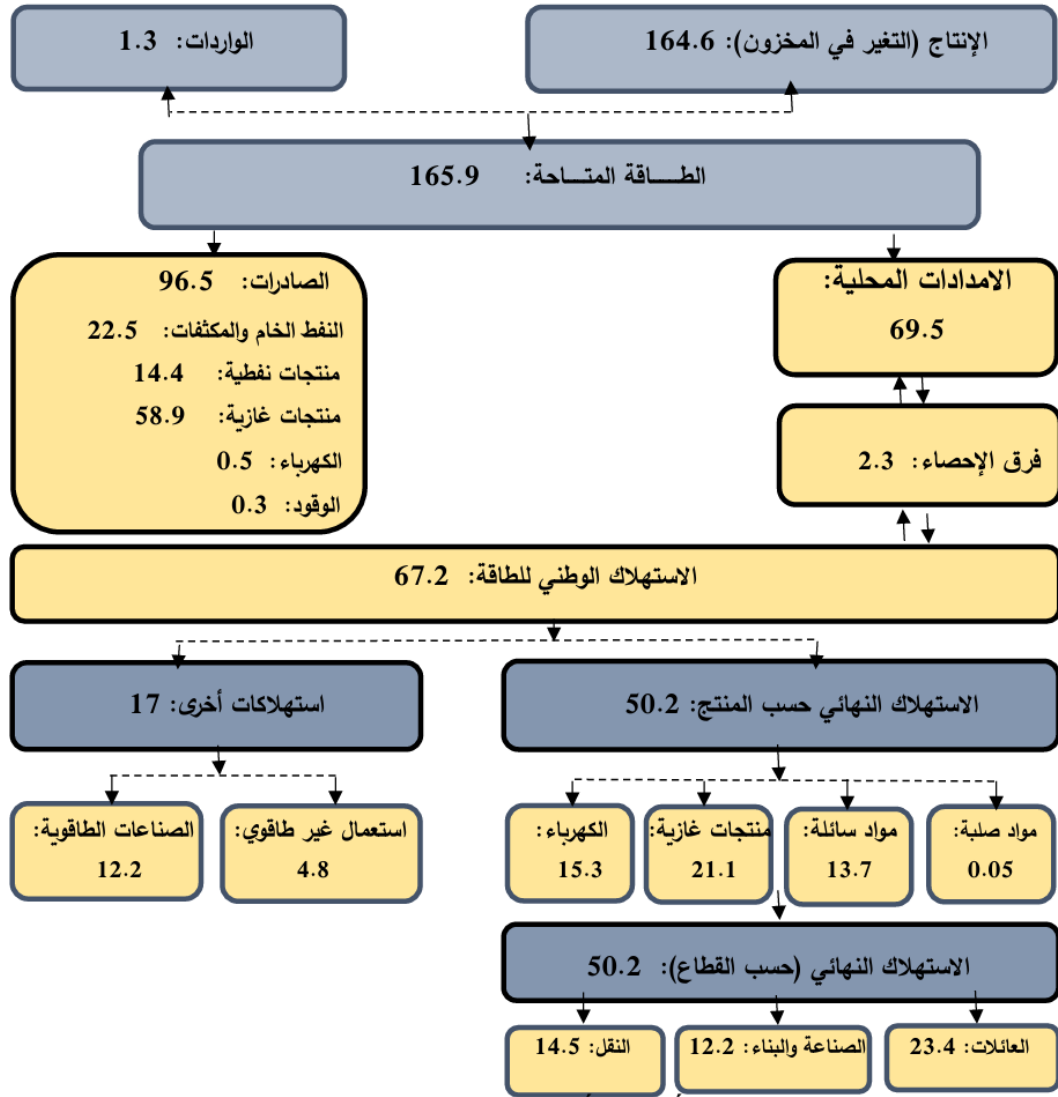 الإنتاج (التغير في المخزون): 164.6
الواردات: 1.3
الطـــــاقة المتـــاحة: 165.9
الامدادات المحلية:
69.5
الصادرات: 96.5
النفط الخام والمكثفات: 22.5
منتجات نفطية: 14.4
منتجات غازية: 58.9
الكهرباء: 0.5
الوقود: 0.3
فرق الإحصاء: 2.3
الاستهلاك الوطني للطاقة: 67.2
الاستهلاك النهائي حسب المنتج: 50.2
استهلاكات أخرى: 17
مواد صلبة:
0.05
مواد سائلة:
13.7
منتجات غازية:
21.1
الكهرباء:
15.3
استعمال غير طاقوي:
4.8
الصناعات الطاقوية:
12.2
الاستهلاك النهائي (حسب القطاع): 50.2
العائلات: 23.4
الصناعة والبناء: 12.2
النقل: 14.5